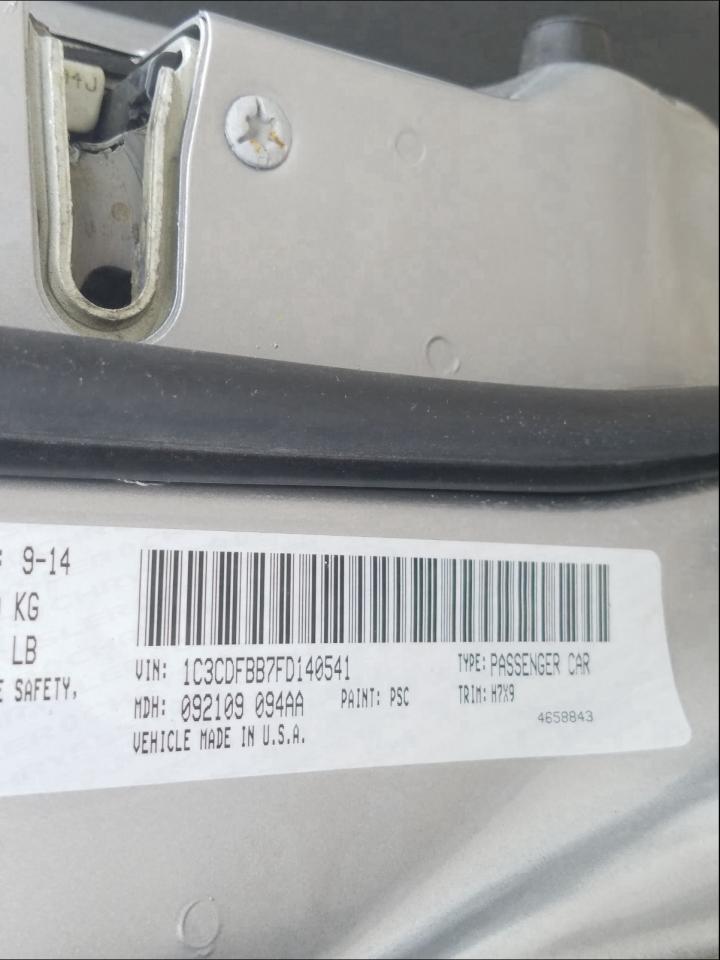 04J
9-14
KG
LB
E SAFETY,
VIN: 1C3CDFBB7FD140541
TYPE: PASSENGER CAR
MDH: 092109 094AA
PAINT: PSC
TRIM: H7X9
VEHICLE MADE IN U.S.A.
4658843